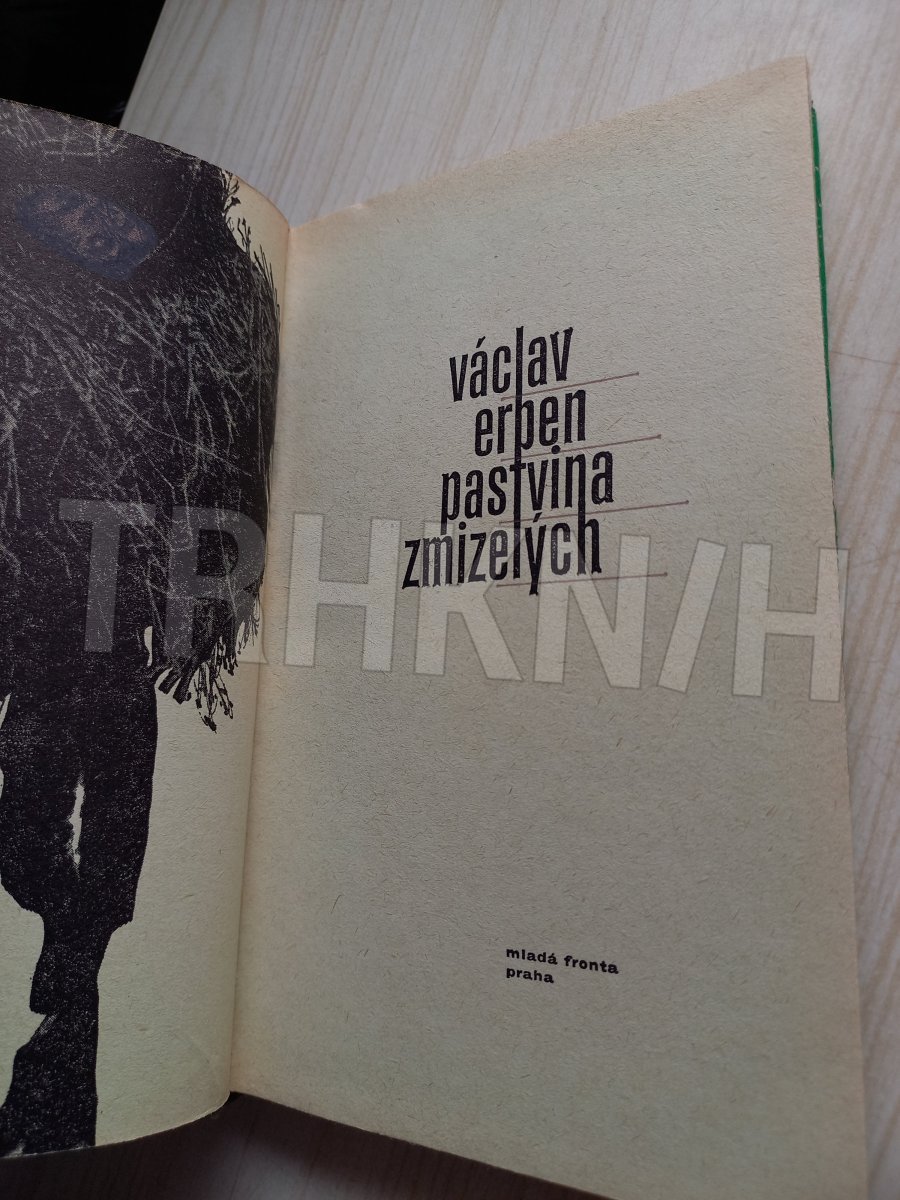 václav
erben
pastvina
zmizelých
TRHKNIH
mladá fronta
praha